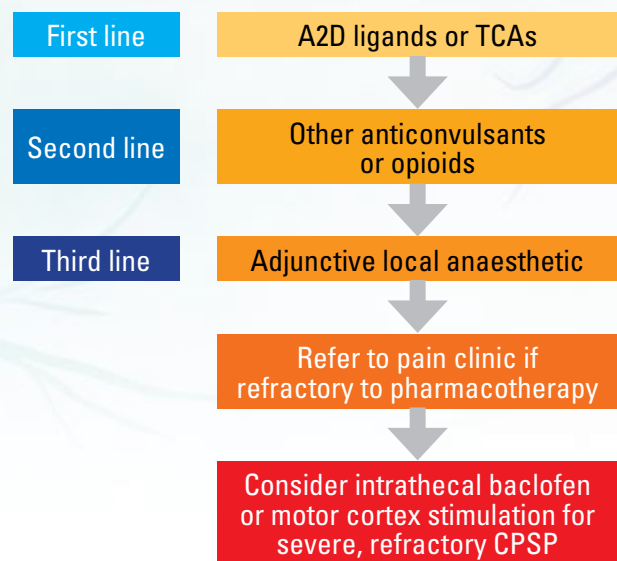 First line
A2D ligands or TCAs
Second line
Other anticonvulsants
or opioids
Third line
Adjunctive local anaesthetic
Refer to pain clinic if
refractory to pharmacotherapy
Consider intrathecal baclofen
or motor cortex stimulation for
severe, refractory CPSP